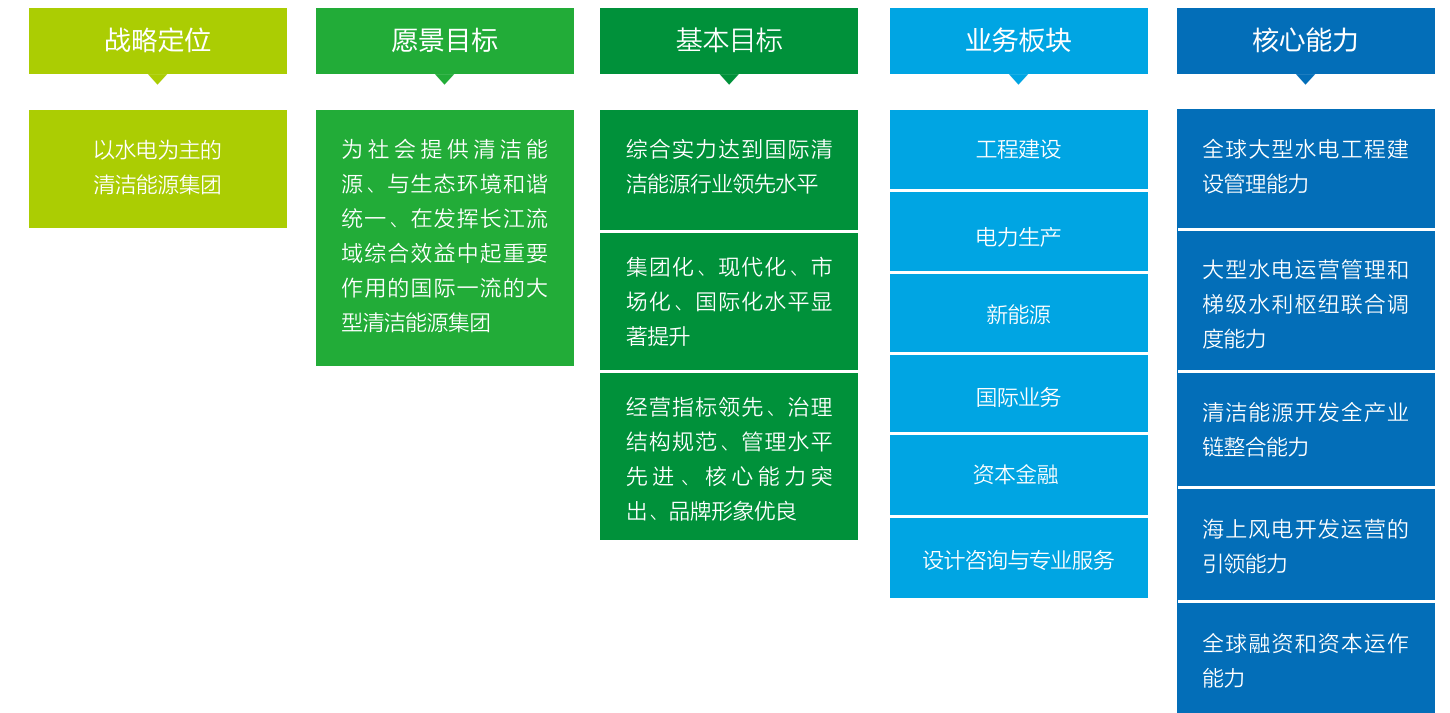 战略定位
以水电为主的
清洁能源集团
愿景目标
为社会提供清洁能
源、与生态环境和谐
统一、在发挥长江流
域综合效益中起重要
作用的国际一流的大
型清洁能源集团
基本目标
综合实力达到国际清
洁能源行业领先水平
集团化、现代化、市
场化、国际化水平显
著提升
经营指标领先、治理
结构规范、管理水平
先进、核心能力突
出、品牌形象优良
业务板块
工程建设
电力生产
新能源
国际业务
资本金融
设计咨询与专业服务
核心能力
全球大型水电工程建
设管理能力
大型水电运营管理和
梯级水利枢纽联合调
度能力
清洁能源开发全产业
链整合能力
海上风电开发运营的
引领能力
全球融资和资本运作
能力